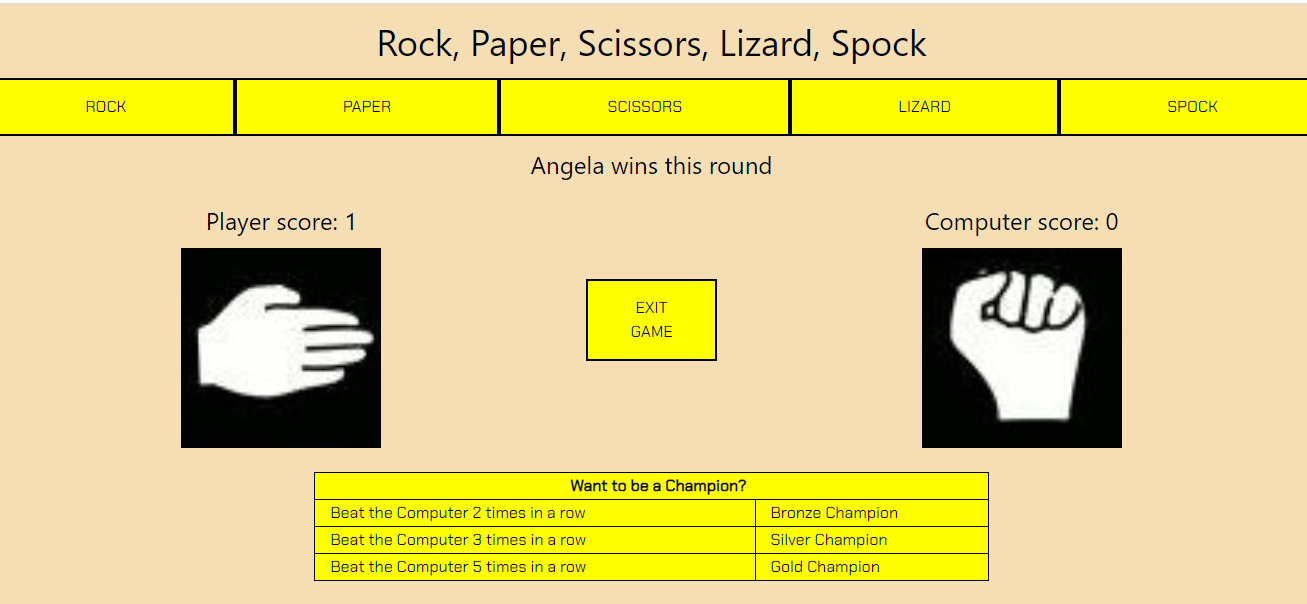 Rock, Paper, Scissors, Lizard, Spock
ROCK PAPER SCISSORS LIZARD SPOCK
Angela wins this round
Player score: 1 Computer score: 0
EXIT
GAME
Want to be a Champion?
Beat the Computer 2 times in a row Bronze Champion
Beat the Computer 3 times in a row Silver Champion
Beat the Computer 5 times in a row Gold Champion